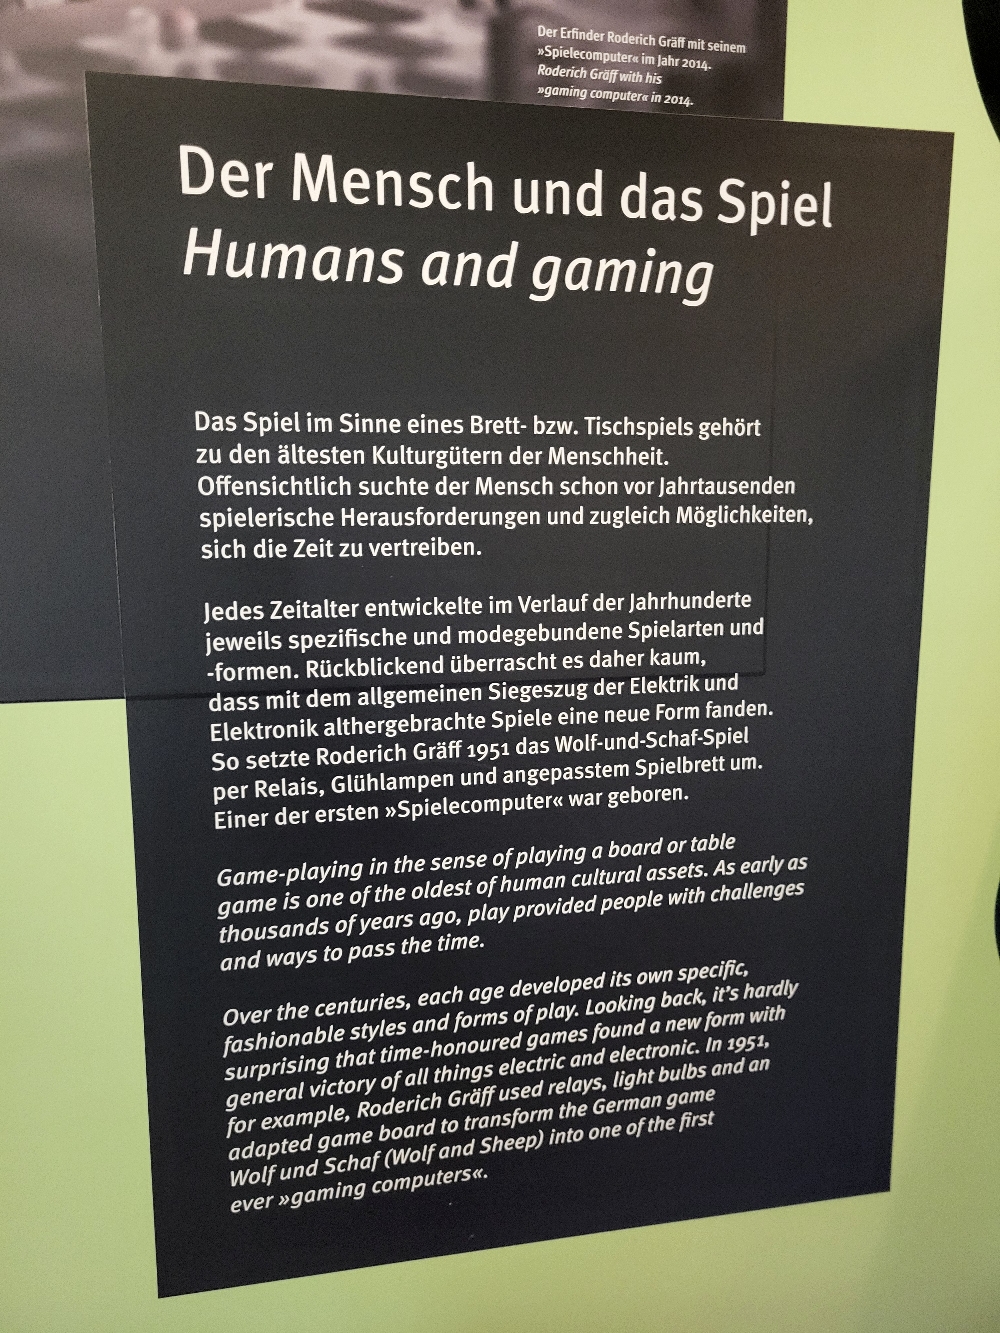 Der Erfinder Roderich Gräff mit seinem
»Spielecomputer« im Jahr 2014.
Roderich Gräff with his
»gaming computer« in 2014.
Der Mensch und das Spiel
Humans and gaming
Das Spiel im Sinne eines Brett- bzw. Tischspiels gehört
zu den ältesten Kulturgütern der Menschheit.
Offensichtlich suchte der Mensch schon vor Jahrtausenden
spielerische Herausforderungen und zugleich Möglichkeiten,
sich die Zeit zu vertreiben.
Jedes Zeitalter entwickelte im Verlauf der Jahrhunderte
jeweils spezifische und modegebundene Spielarten und
-formen. Rückblickend überrascht es daher kaum,
dass mit dem allgemeinen Siegeszug der Elektrik und
Elektronik althergebrachte Spiele eine neue Form fanden.
So setzte Roderich Gräff 1951 das Wolf-und-Schaf-Spiel
per Relais, Glühlampen und angepasstem Spielbrett um.
Einer der ersten »Spielecomputer« war geboren.
Game-playing in the sense of playing a board or table
game is one of the oldest of human cultural assets. As early as
thousands of years ago, play provided people with challenges
and ways to pass the time.
Over the centuries, each age developed its own specific,
fashionable styles and forms of play. Looking back, it's hardly
surprising that time-honoured games found a new form with
general victory of all things electric and electronic. In 1951,
for example, Roderich Gräff used relays, light bulbs and an
adapted game board to transform the German game
Wolf und Schaf (Wolf and Sheep) into one of the first
ever »gaming computers«.